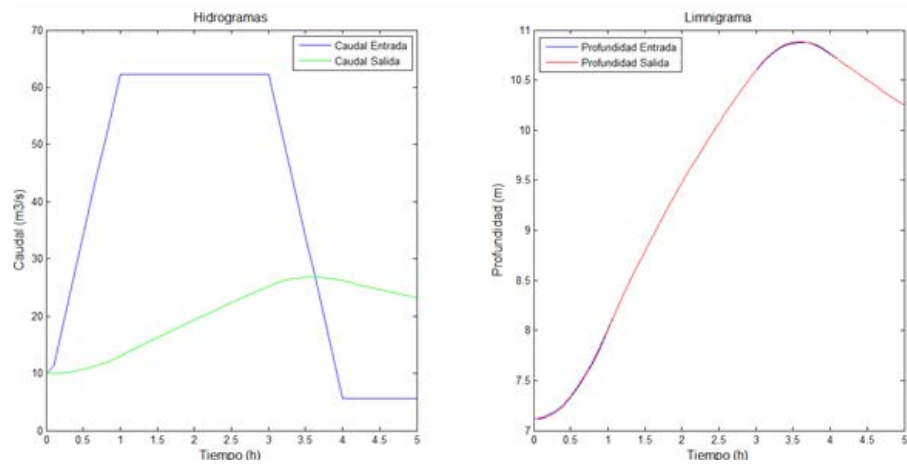 Hidrogramas
Caudal (m3/s)
70
60
50
40
30
20
10
0
Caudal Entrada
Caudal Salida
0 0.5 1 1.5 2 2.5 3 3.5 4 4.5 5
Tiempo (h)
Limnigrama
Profundidad (m)
11
10.5
10
9.5
9
8.5
8
7.5
7
Profundidad Entrada
Profundidad Salida
0 0.5 1 1.5 2 2.5 3 3.5 4 4.5 5
Tiempo (h)